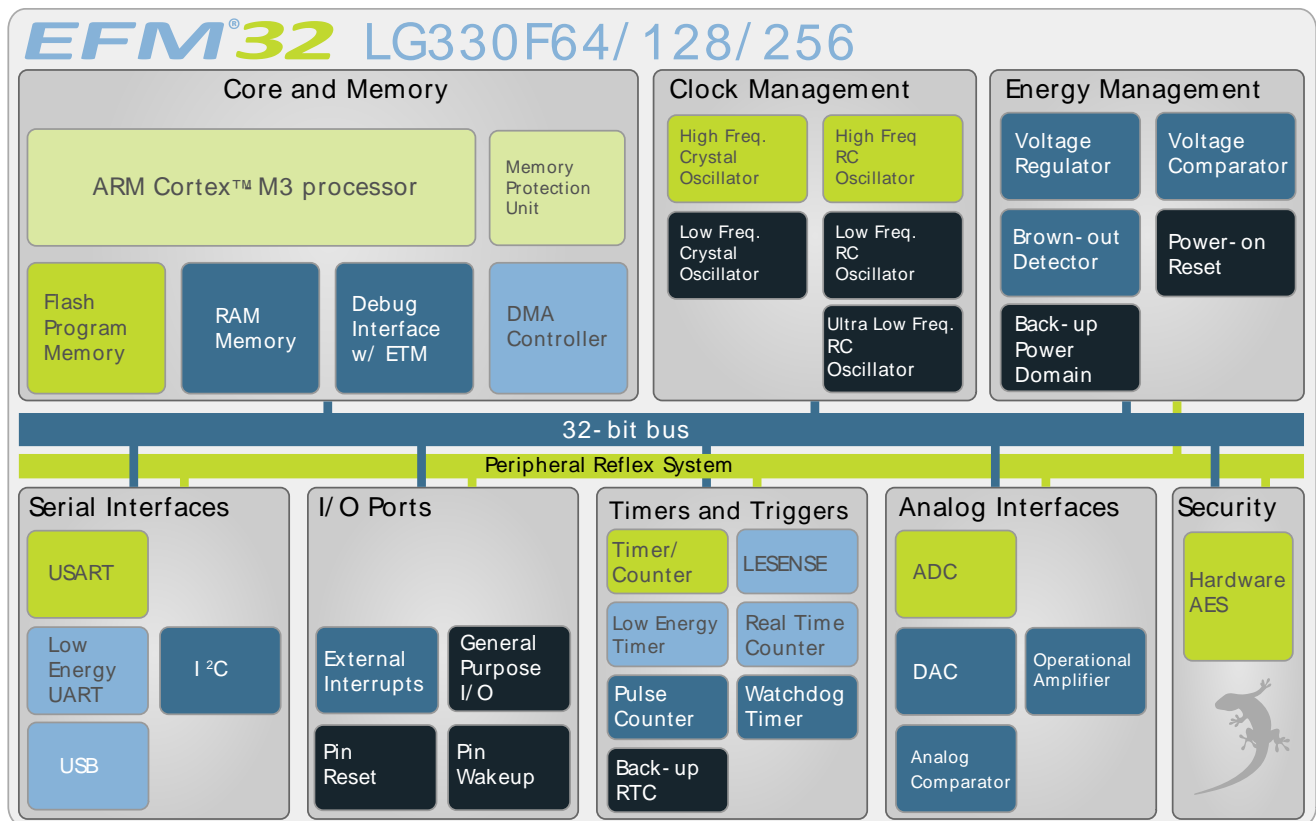 EFM®32 LG330F64/128/256
Core and Memory
ARM Cortex™ M3 processor
Memory
Protection
Unit
Flash
Program
Memory
RAM
Memory
Debug
Interface
w/ ETM
DMA
Controller
Clock Management
High Freq.
Crystal
Oscillator
High Freq
RC
Oscillator
Low Freq.
Crystal
Oscillator
Low Freq.
RC
Oscillator
Ultra Low Freq.
RC
Oscillator
Energy Management
Voltage
Regulator
Voltage
Comparator
Brown-out
Detector
Power-on
Reset
Back-up
Power
Domain
32-bit bus
Peripheral Reflex System
Serial Interfaces
USART
Low
Energy
UART
I²C
USB
I/O Ports
External
Interrupts
General
Purpose
I/O
Pin
Reset
Pin
Wakeup
Timers and Triggers
Timer/
Counter
LESENSE
Low Energy
Timer
Real Time
Counter
Pulse
Counter
Watchdog
Timer
Back-up
RTC
Analog Interfaces
ADC
DAC
Operational
Amplifier
Analog
Comparator
Security
Hardware
AES